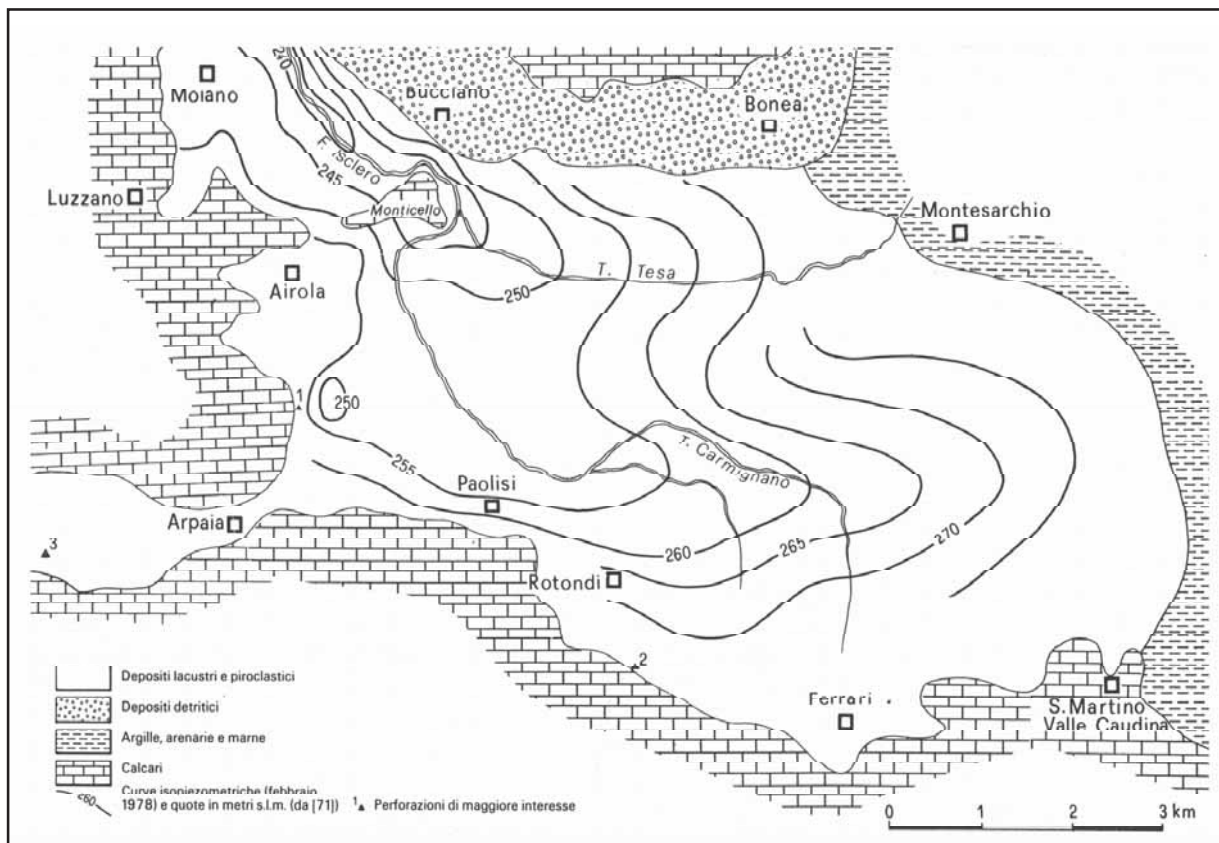 Moiano
270
Bucciano
Bonea
F. Isclero
245
Luzzano
Monticello
Montesarchio
Airola
T. Tesa
250
1
250
255
T. Carmignano
Paolisi
Arpaia
3
260
265
270
Rotondi
2
Ferrari
S. Martino
Valle Caudina
Depositi lacustri e piroclastici
Depositi detritici
Argille, arenarie e marne
Calcari
260
Curve isopiezometriche (febbraio
1978) e quote in metri s.l.m. (da [71])
1 Perforazioni di maggiore interesse
0 1 2 3 km